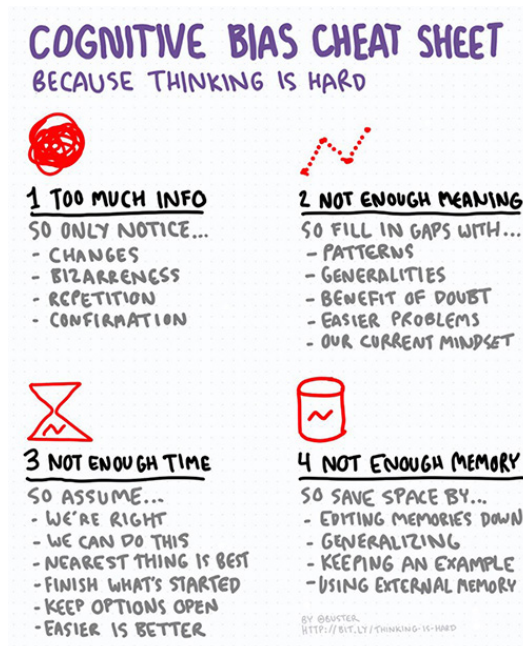 COGNITIVE BIAS CHEAT SHEET
BECAUSE THINKING IS HARD
1 TOO MUCH INFO
SO ONLY NOTICE...
- CHANGES
- BIZARRENESS
- REPETITION
- CONFIRMATION
2 NOT ENOUGH MEANING
SO FILL IN GAPS WITH...
- PATTERNS
- GENERALITIES
- BENEFIT OF DOUBT
- EASIER PROBLEMS
- OUR CURRENT MINDSET
3 NOT ENOUGH TIME
SO ASSUME...
- WE'RE RIGHT
- WE CAN DO THIS
- NEAREST THING IS BEST
- FINISH WHAT'S STARTED
- KEEP OPTIONS OPEN
- EASIER IS BETTER
4 NOT ENOUGH MEMORY
SO SAVE SPACE BY...
- EDITING MEMORIES DOWN
- GENERALIZING
- KEEPING AN EXAMPLE
- USING EXTERNAL MEMORY
BY @BUSTER
HTTP://BIT.LY/THINKING-IS-HARD